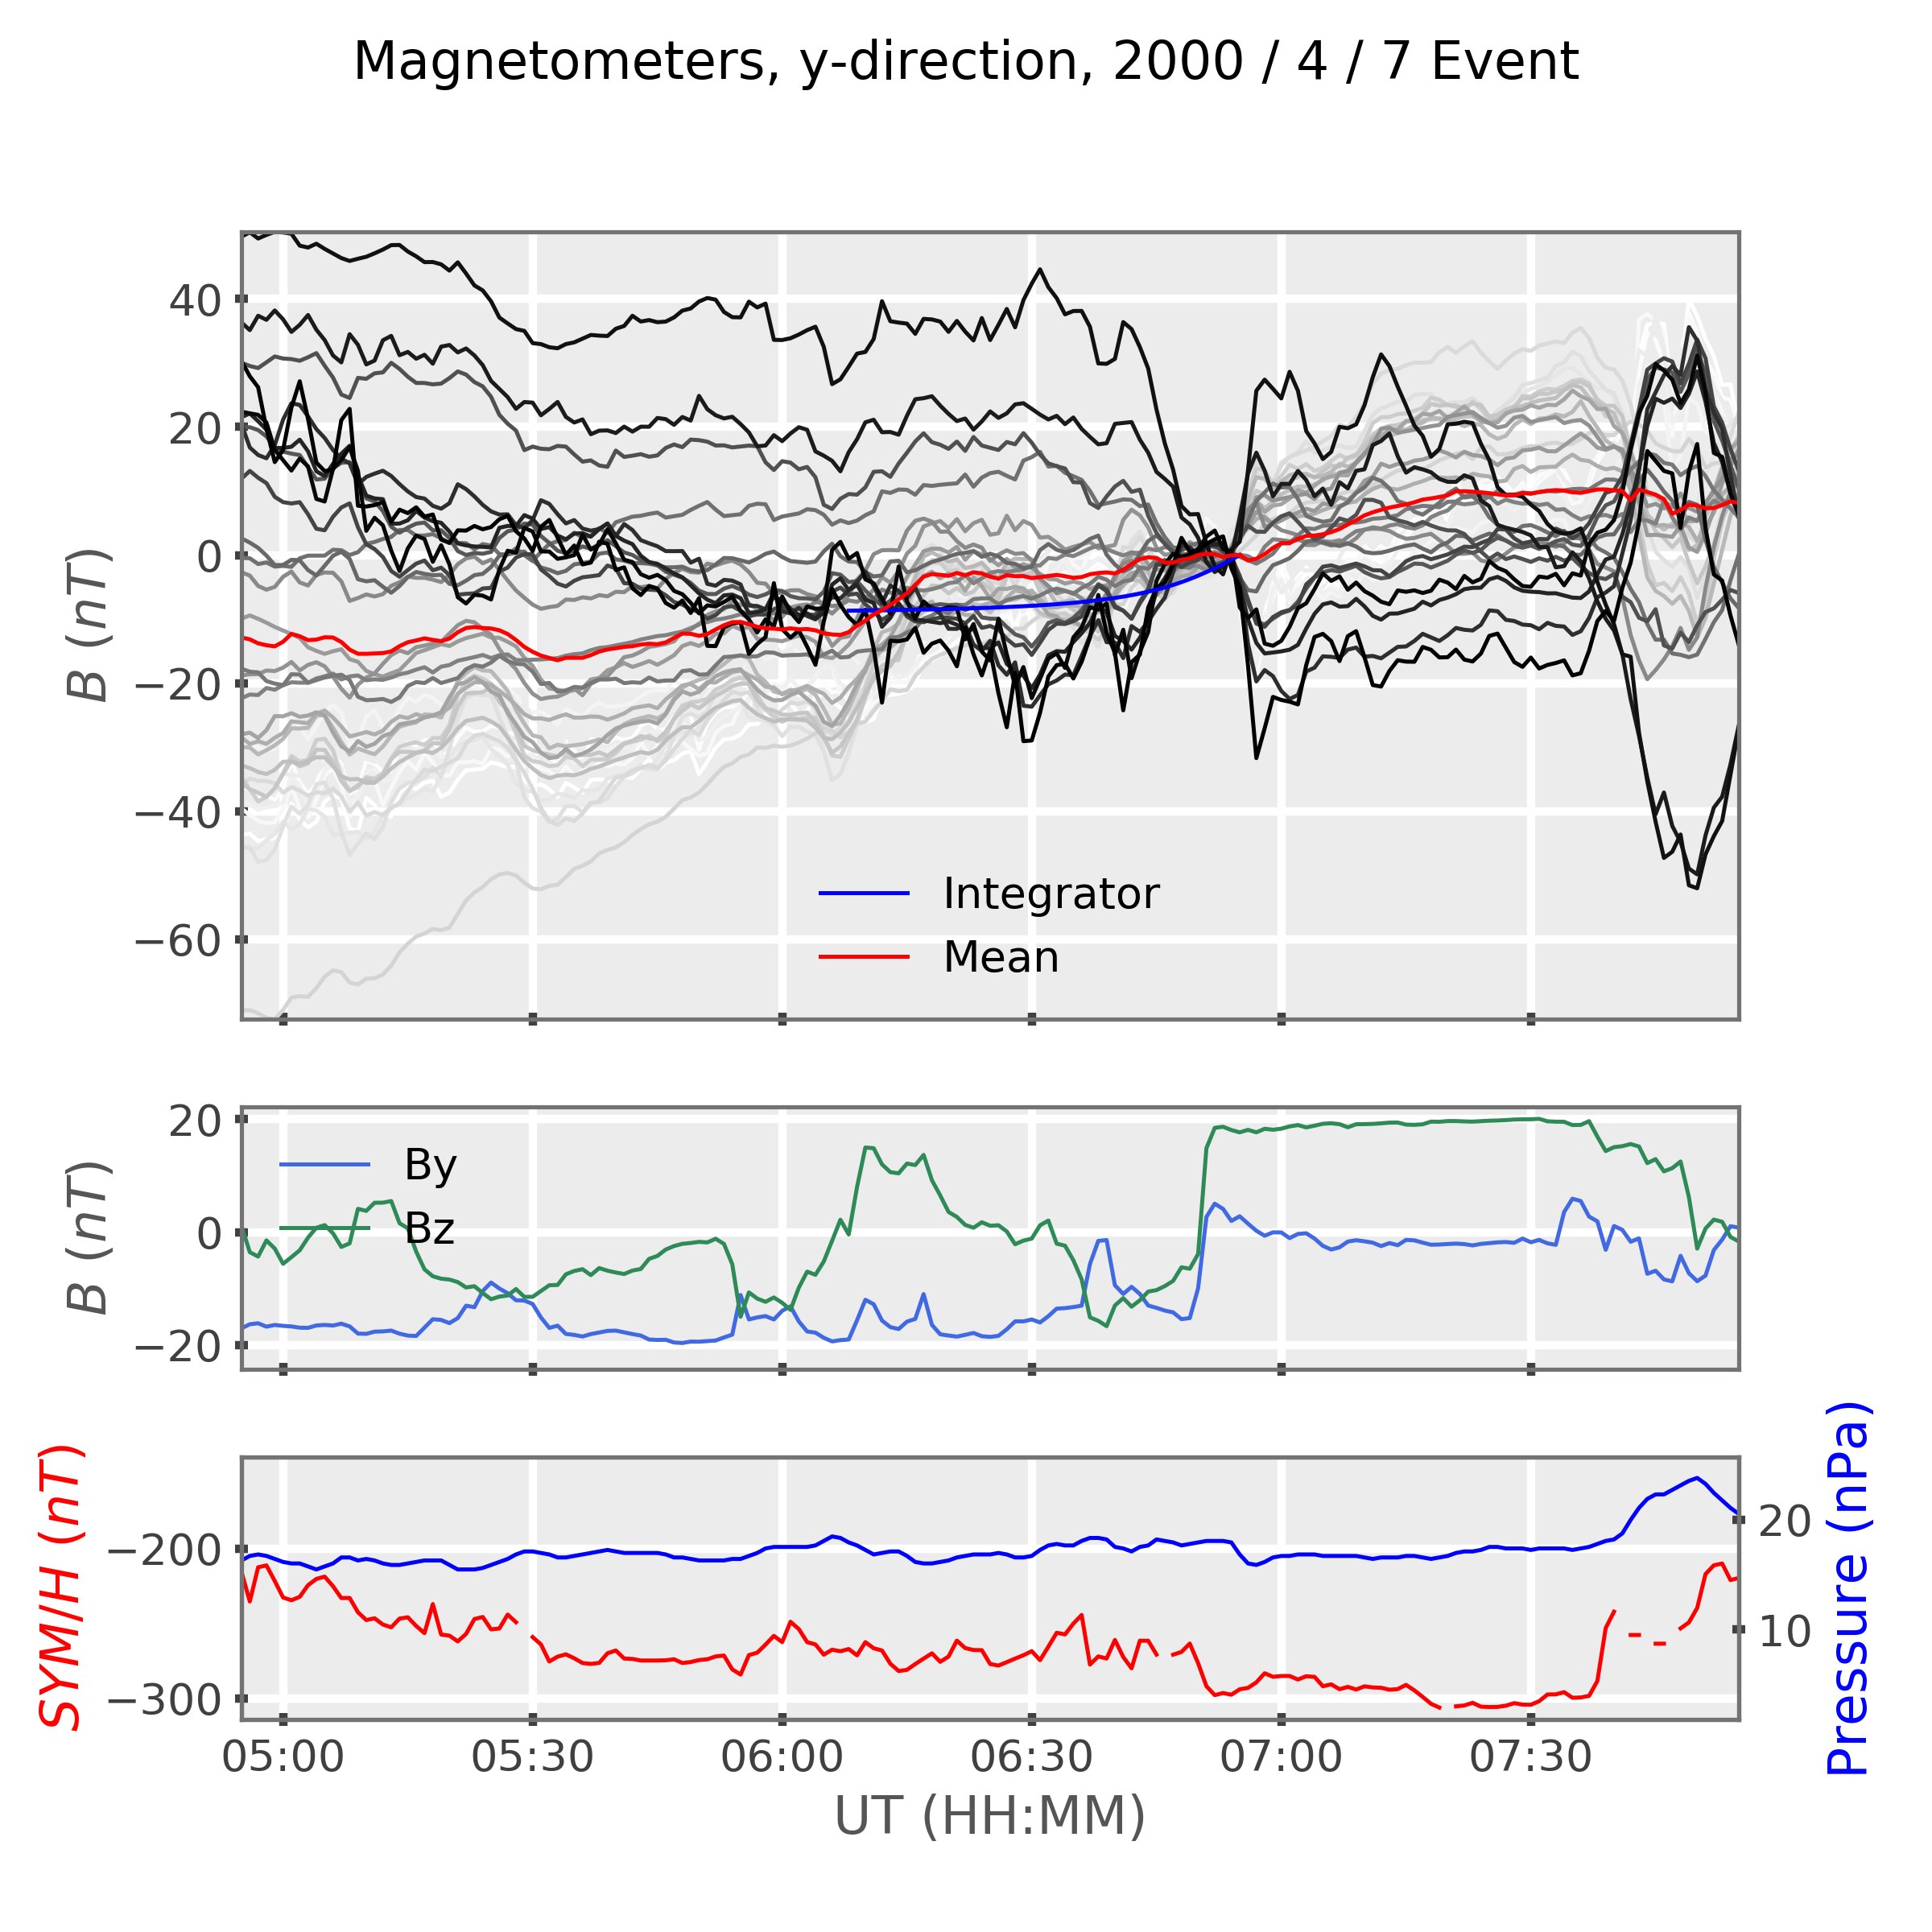 Magnetometers, y-direction, 2000 / 4 / 7 Event
B (nT)
40
20
0
−20
−40
−60
Integrator
Mean
B (nT)
20
0
−20
By
Bz
SYM/H (nT)
−200
−300
20
10
Pressure (nPa)
05:00 05:30 06:00 06:30 07:00 07:30
UT (HH:MM)